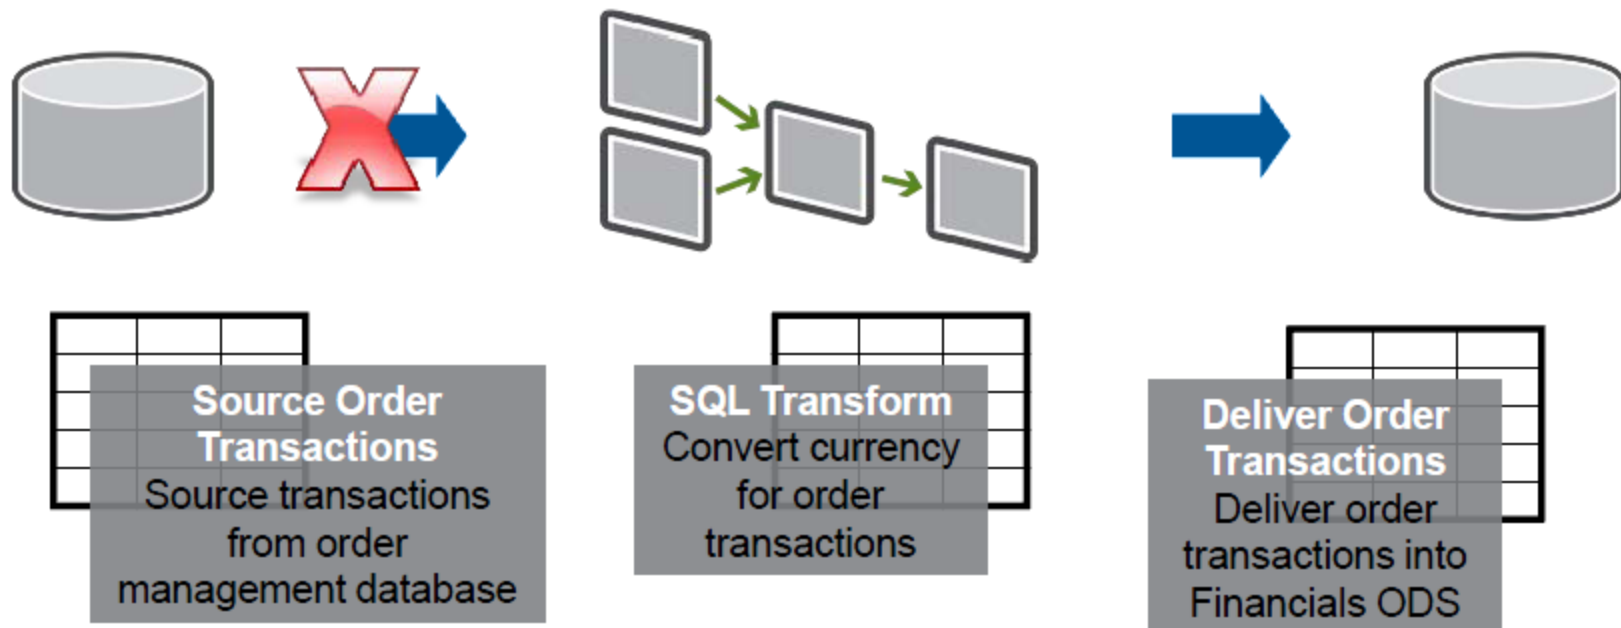 Source Order
Transactions
Source transactions
from order
management database
SQL Transform
Convert currency
for order
transactions
Deliver Order
Transactions
Deliver order
transactions into
Financials ODS